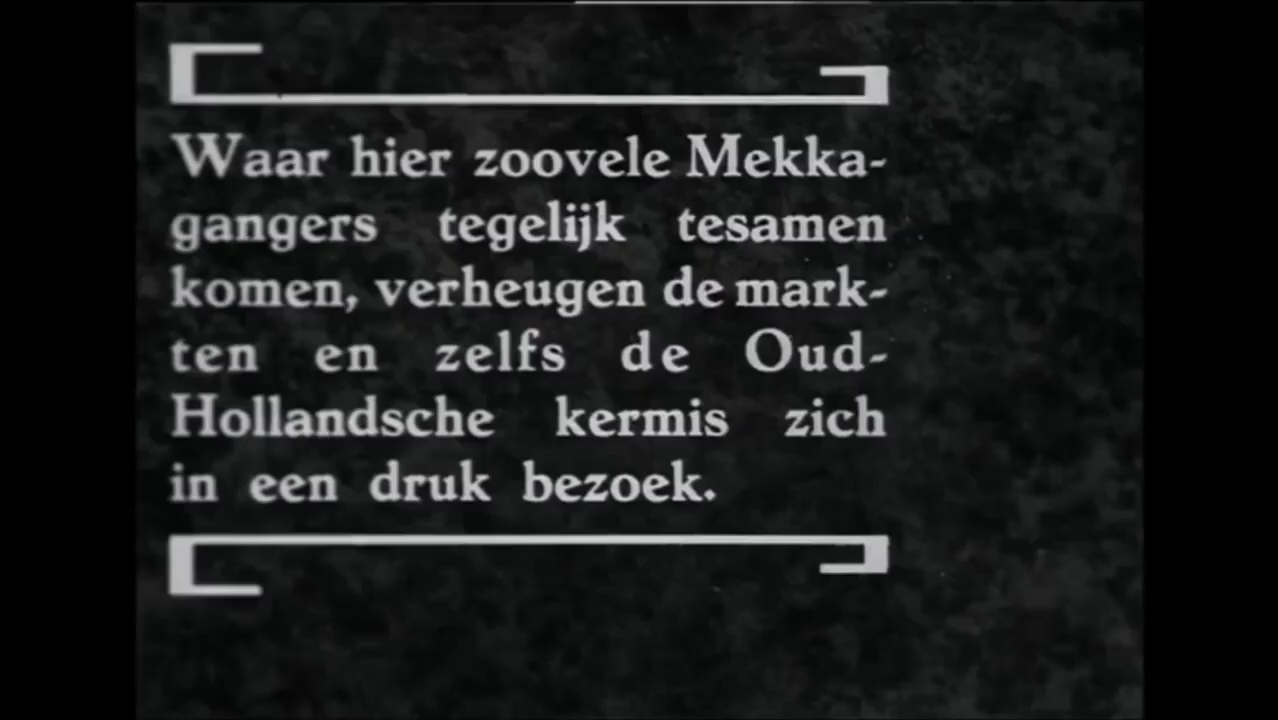 Waar hier zoovele Mekka-
gangers tegelijk tesamen
komen, verheugen de mark-
ten en zelfs de Oud-
Hollandsche kermis zich
in een druk bezoek.